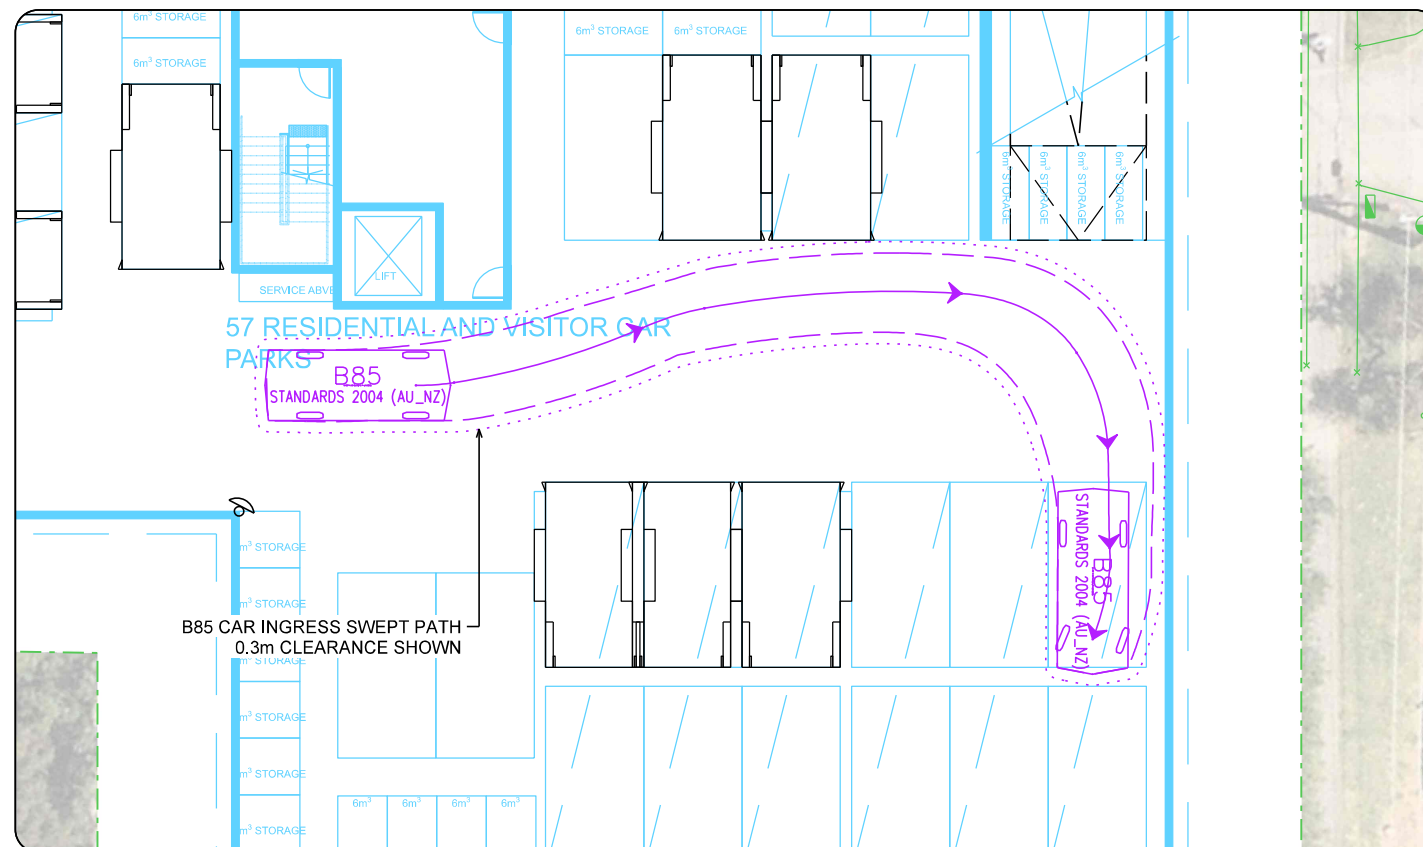 6m³ STORAGE
6m³ STORAGE
6m³ STORAGE
6m³ STORAGE
6m³ STORAGE
6m³ STORAGE
6m³ STORAGE
6m³ STORAGE
LIFT
SERVICE ABVE
57 RESIDENTIAL AND VISITOR CAR
PARKS
B85
STANDARDS 2004 (AU_NZ)
B85
STANDARDS 2004 (AU_NZ)
m³ STORAGE
m³ STORAGE
B85 CAR INGRESS SWEPT PATH
0.3m CLEARANCE SHOWN
m³ STORAGE
m³ STORAGE
m³ STORAGE
m³ STORAGE
6m³
6m³
6m³
6m³